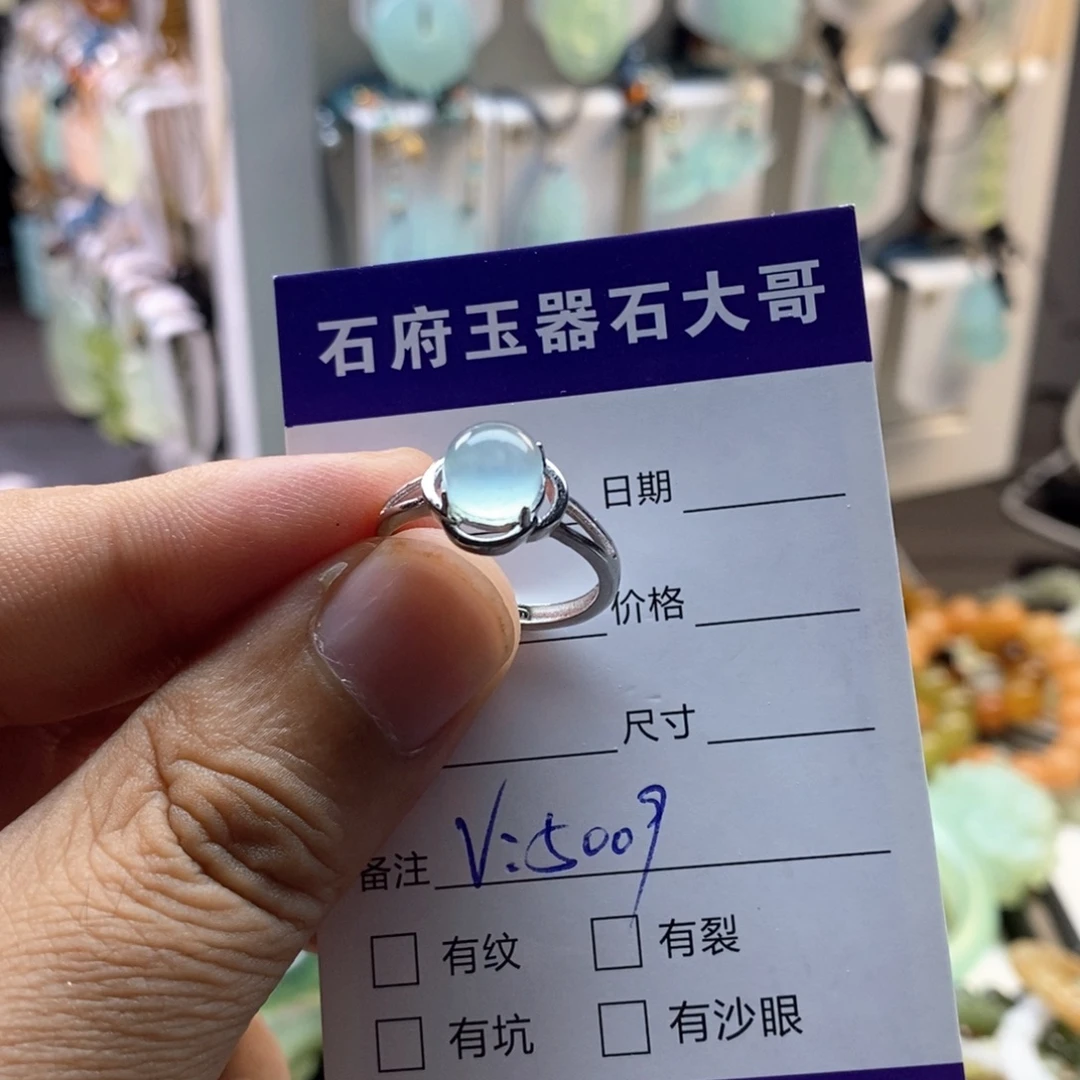 石府玉器石大哥
日期
价格
尺寸
备注 V:5009
有纹 有裂
有坑 有沙眼